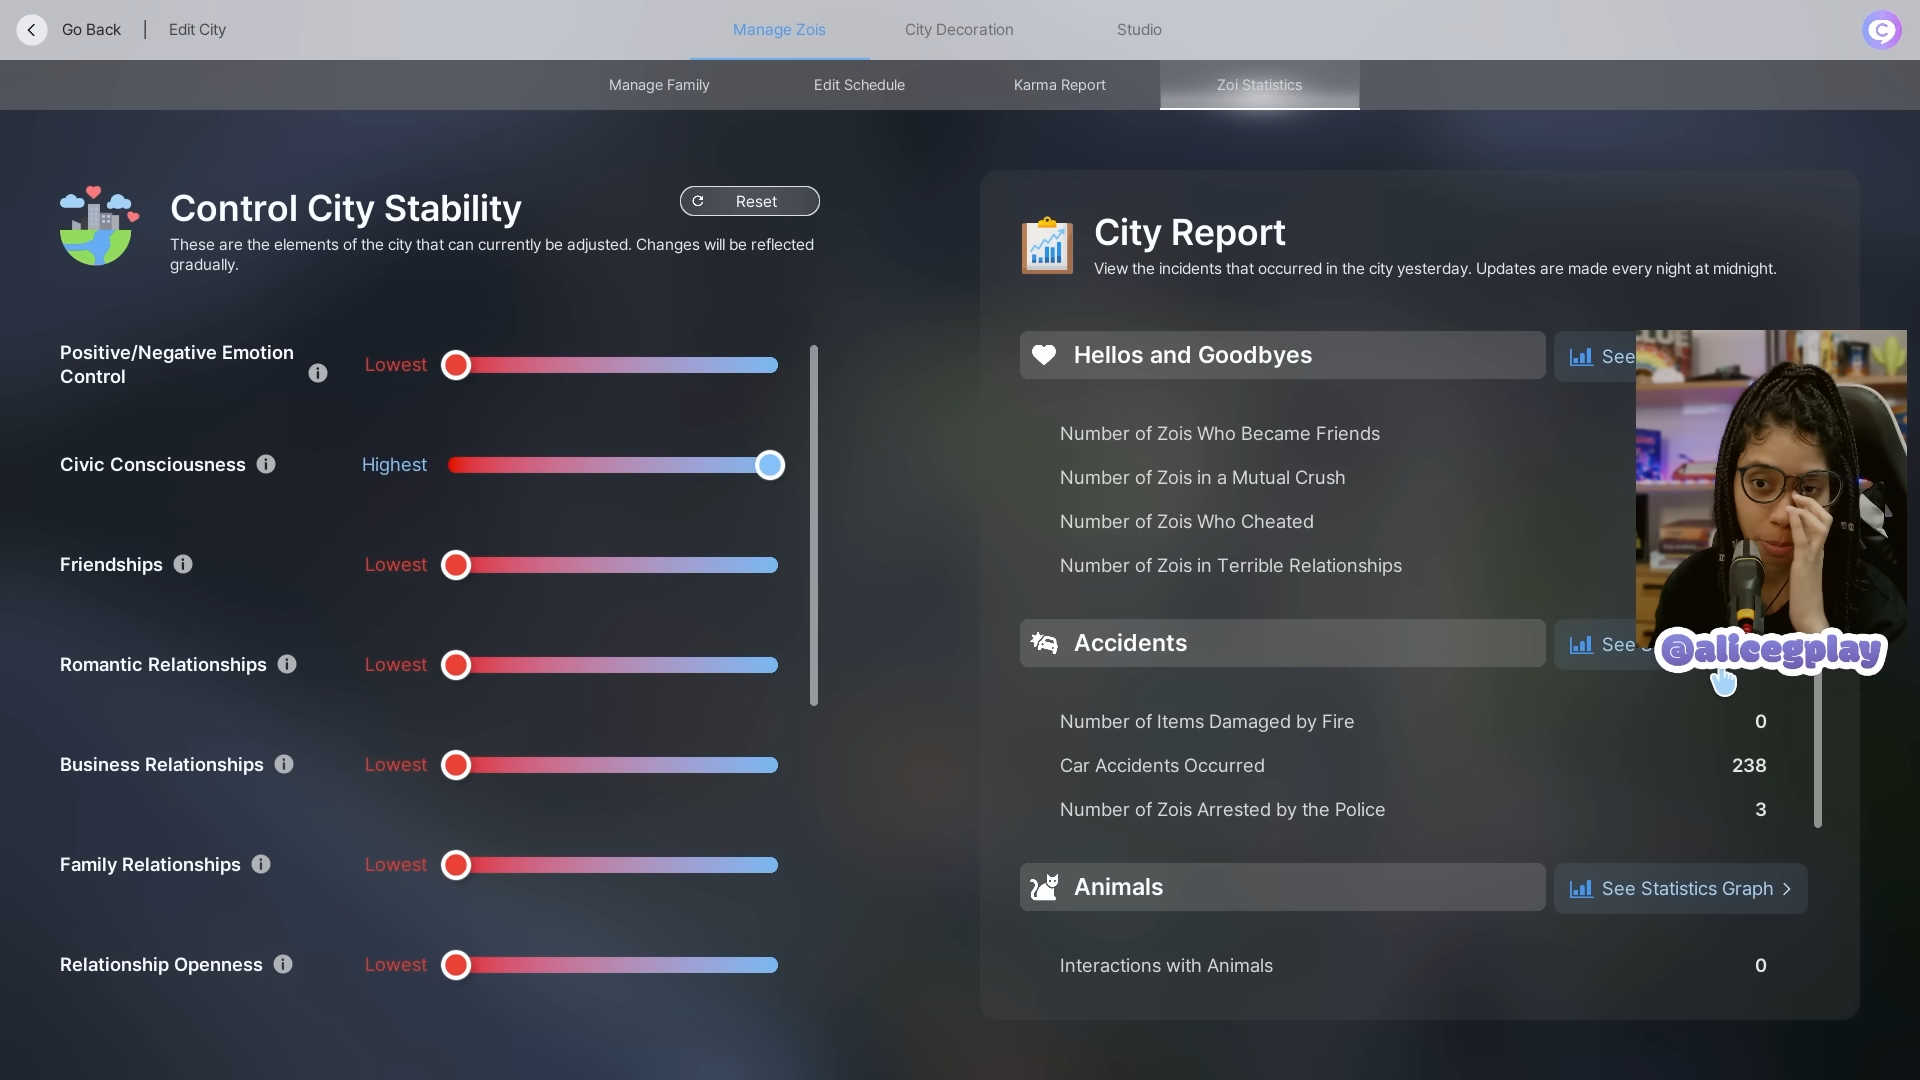 Go Back | Edit City
Manage Zois
City Decoration
Studio
Manage Family
Edit Schedule
Karma Report
Zoi Statistics
Control City Stability
Reset
These are the elements of the city that can currently be adjusted. Changes will be reflected
gradually.
Positive/Negative Emotion
Control
Lowest
Civic Consciousness
Highest
Friendships
Lowest
Romantic Relationships
Lowest
Business Relationships
Lowest
Family Relationships
Lowest
Relationship Openness
Lowest
City Report
View the incidents that occurred in the city yesterday. Updates are made every night at midnight.
Hellos and Goodbyes
See
Number of Zois Who Became Friends
Number of Zois in a Mutual Crush
Number of Zois Who Cheated
Number of Zois in Terrible Relationships
Accidents
See
@alicegplay
Number of Items Damaged by Fire 0
Car Accidents Occurred 238
Number of Zois Arrested by the Police 3
Animals
See Statistics Graph
Interactions with Animals 0